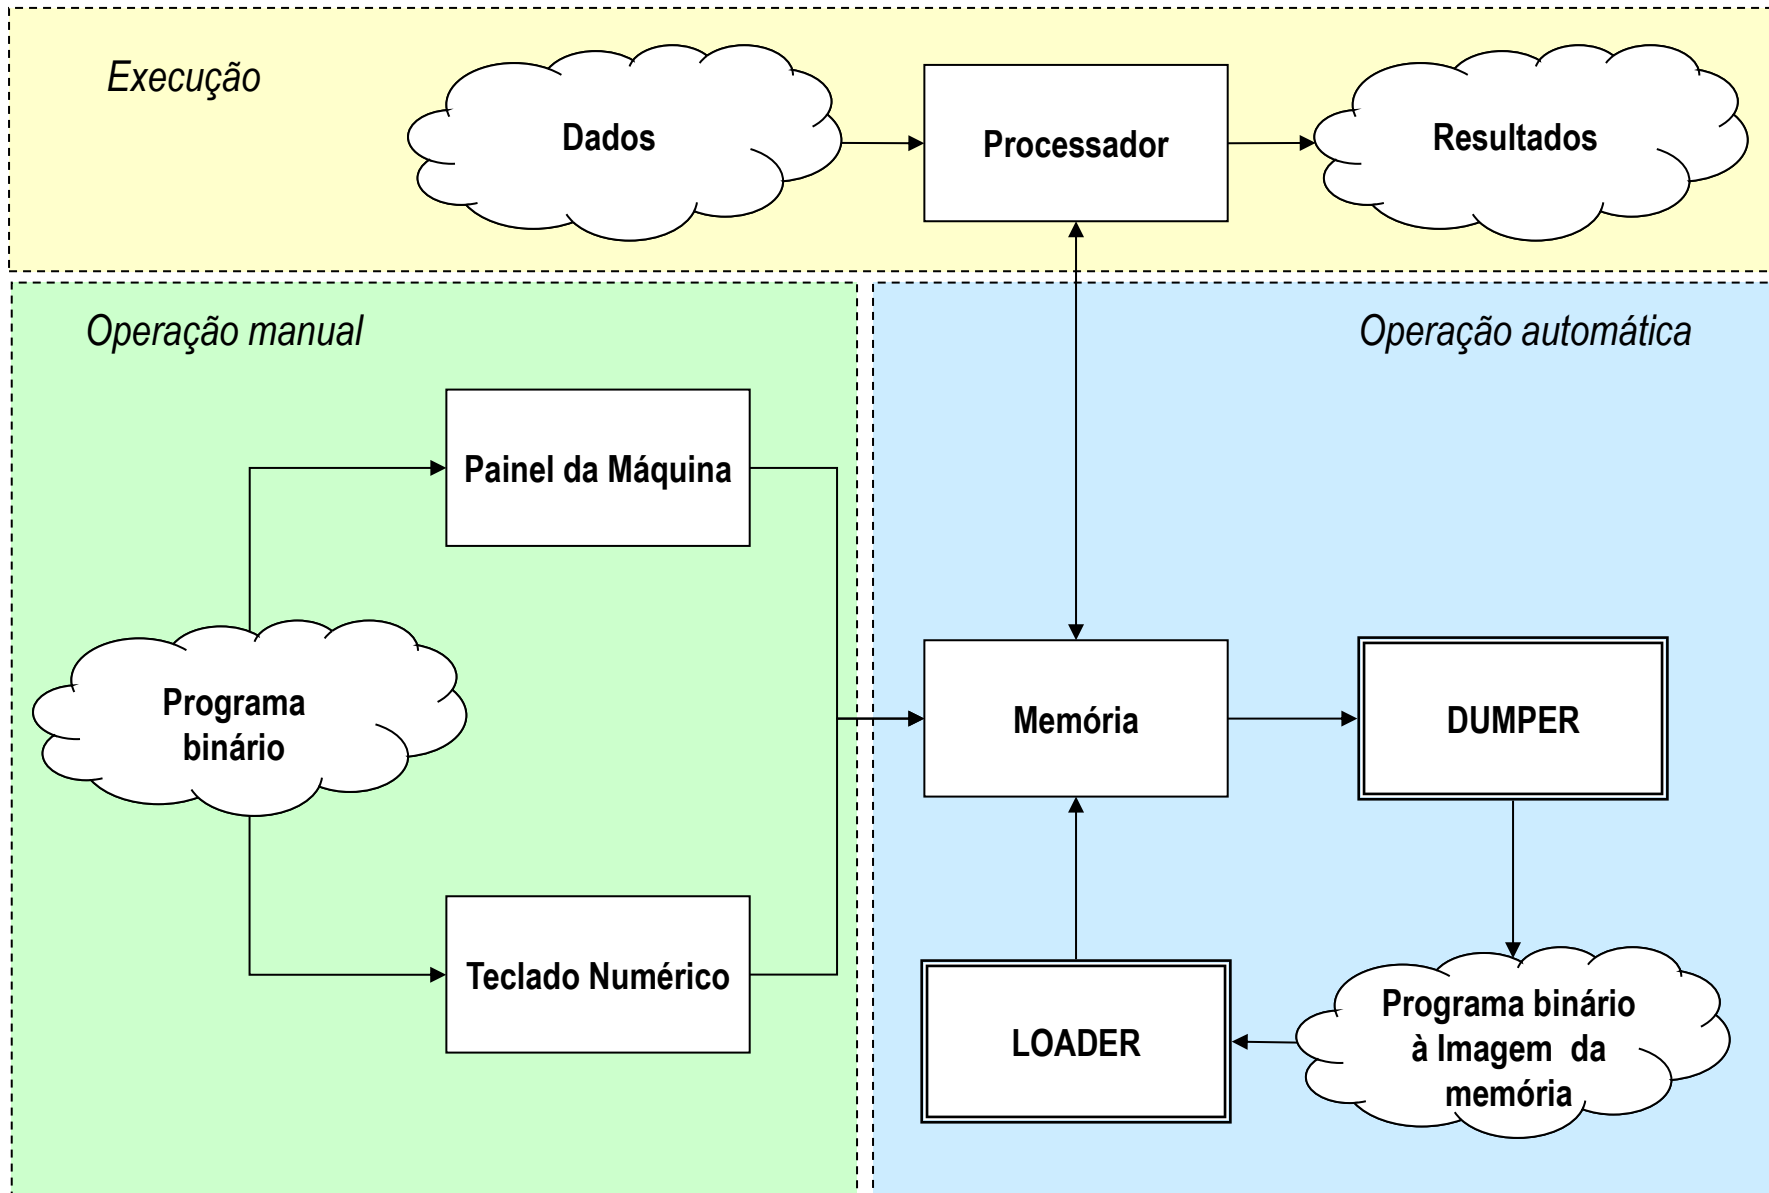 Execução
Dados
Processador
Resultados
Operação manual
Operação automática
Painel da Máquina
Programa
binário
Memória
DUMPER
Teclado Numérico
LOADER
Programa binário
à Imagem da
memória